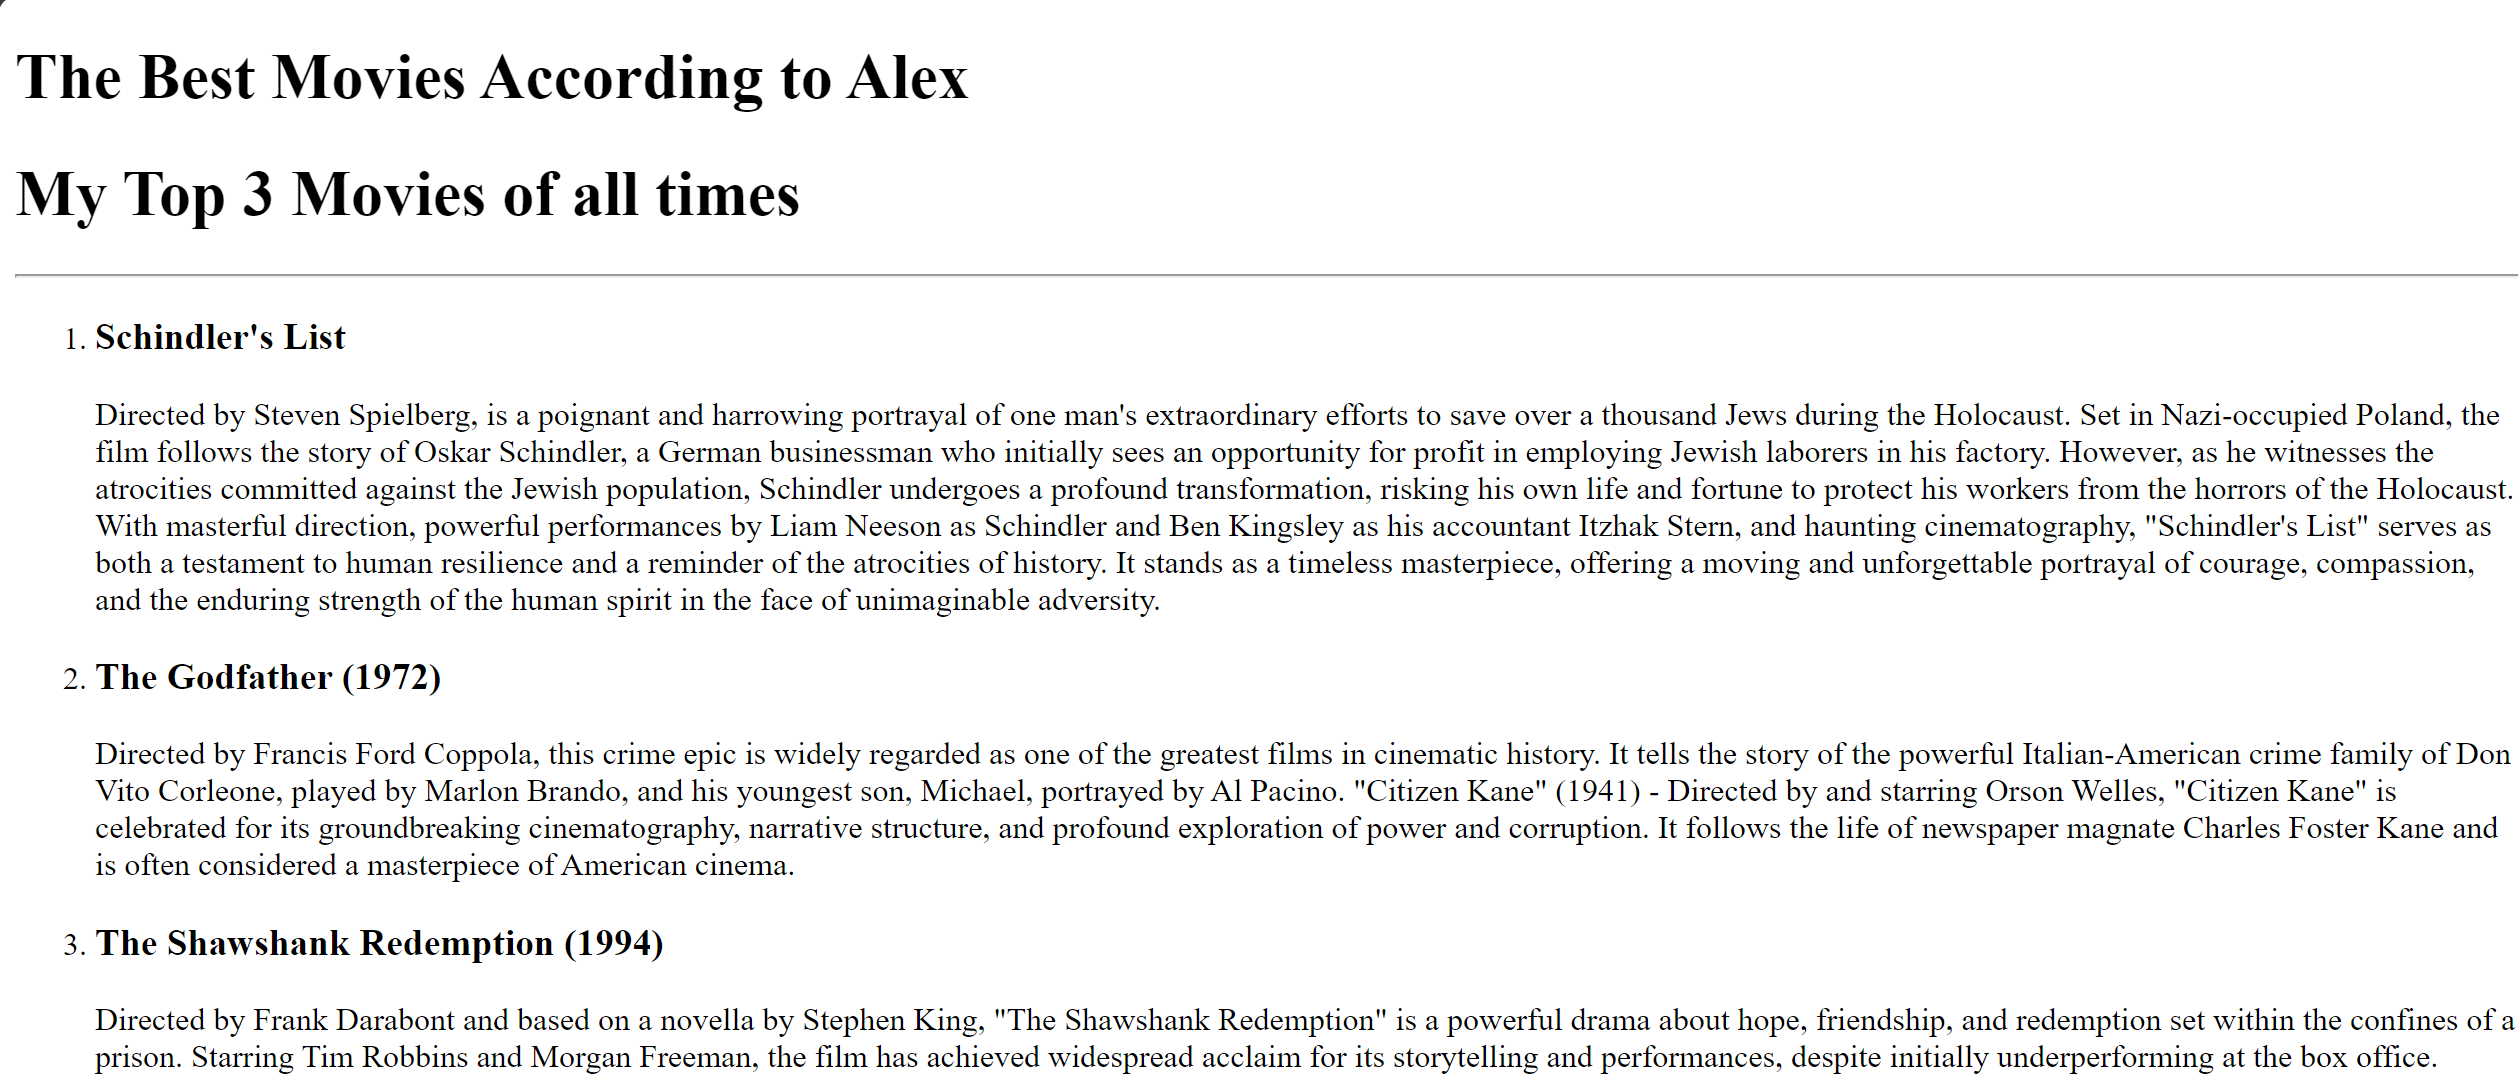 The Best Movies According to Alex
My Top 3 Movies of all times
1. Schindler's List
Directed by Steven Spielberg, is a poignant and harrowing portrayal of one man's extraordinary efforts to save over a thousand Jews during the Holocaust. Set in Nazi-occupied Poland, the
film follows the story of Oskar Schindler, a German businessman who initially sees an opportunity for profit in employing Jewish laborers in his factory. However, as he witnesses the
atrocities committed against the Jewish population, Schindler undergoes a profound transformation, risking his own life and fortune to protect his workers from the horrors of the Holocaust.
With masterful direction, powerful performances by Liam Neeson as Schindler and Ben Kingsley as his accountant Itzhak Stern, and haunting cinematography, "Schindler's List" serves as
both a testament to human resilience and a reminder of the atrocities of history. It stands as a timeless masterpiece, offering a moving and unforgettable portrayal of courage, compassion,
and the enduring strength of the human spirit in the face of unimaginable adversity.
2. The Godfather (1972)
Directed by Francis Ford Coppola, this crime epic is widely regarded as one of the greatest films in cinematic history. It tells the story of the powerful Italian-American crime family of Don
Vito Corleone, played by Marlon Brando, and his youngest son, Michael, portrayed by Al Pacino. "Citizen Kane" (1941) - Directed by and starring Orson Welles, "Citizen Kane" is
celebrated for its groundbreaking cinematography, narrative structure, and profound exploration of power and corruption. It follows the life of newspaper magnate Charles Foster Kane and
is often considered a masterpiece of American cinema.
3. The Shawshank Redemption (1994)
Directed by Frank Darabont and based on a novella by Stephen King, "The Shawshank Redemption" is a powerful drama about hope, friendship, and redemption set within the confines of a
prison. Starring Tim Robbins and Morgan Freeman, the film has achieved widespread acclaim for its storytelling and performances, despite initially underperforming at the box office.